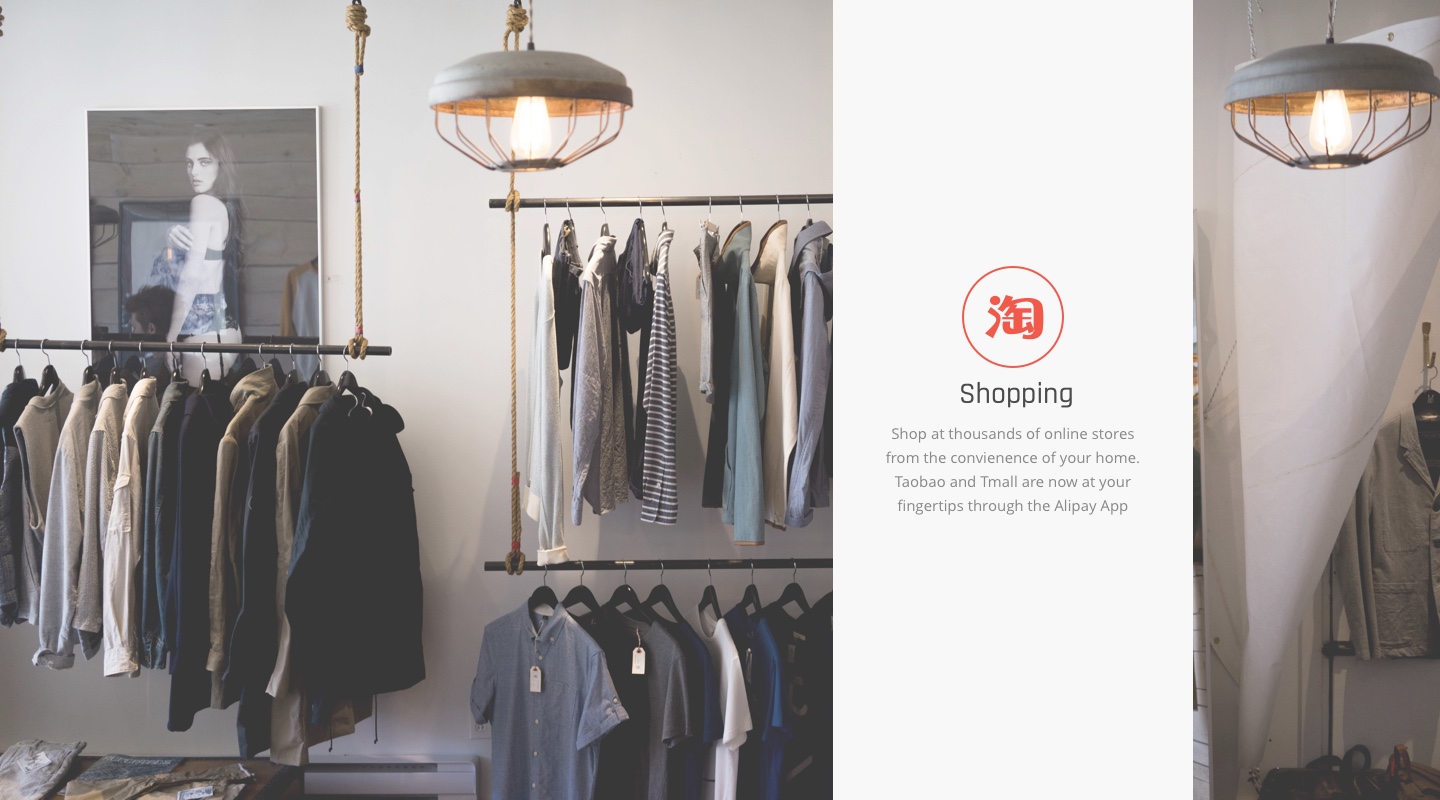 淘
Shopping
Shop at thousands of online stores
from the convienence of your home.
Taobao and Tmall are now at your
fingertips through the Alipay App